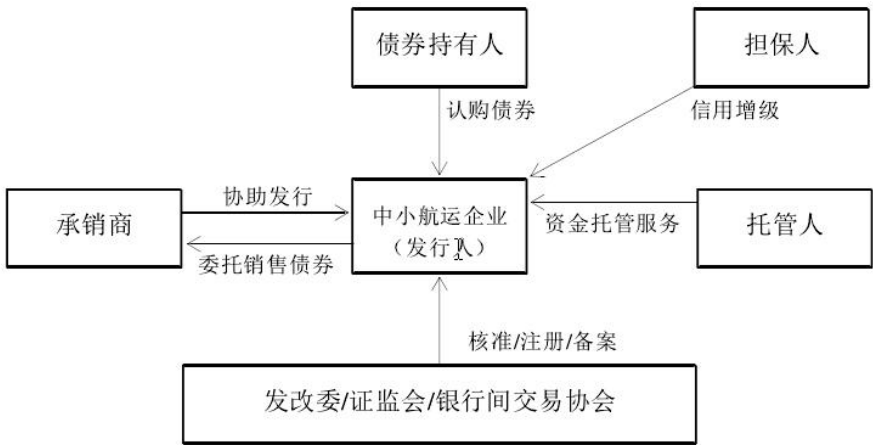 债券持有人
担保人
认购债券
信用增级
协助发行
承销商
中小航运企业
（发行人）
资金托管服务
托管人
委托销售债券
核准/注册/备案
发改委/证监会/银行间交易协会